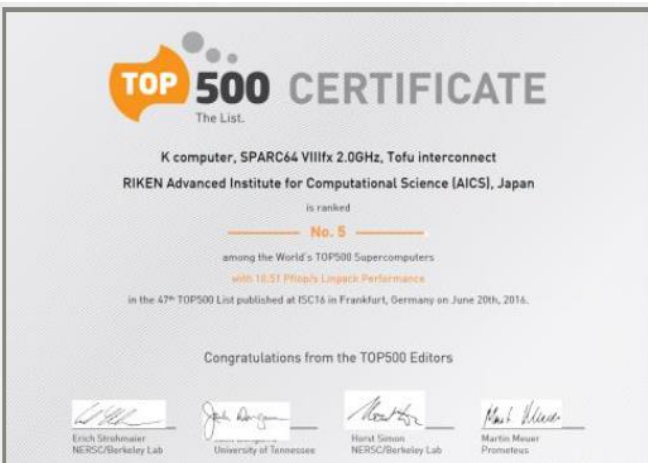 TOP 500 CERTIFICATE
The List.
K computer, SPARC64 VIIIfx 2.0GHz, Tofu interconnect
RIKEN Advanced Institute for Computational Science (AICS), Japan
is ranked
No. 5
among the World's TOP500 Supercomputers
with 10.51 Pflop/s Linpack Performance
in the 47th TOP500 List published at ISC16 in Frankfurt, Germany on June 20th, 2016.
Congratulations from the TOP500 Editors
Erich Strohmaier
NERSC/Berkeley Lab
University of Tennessee
Horst Simon
NERSC/Berkeley Lab
Martin Meuer
Prometeus